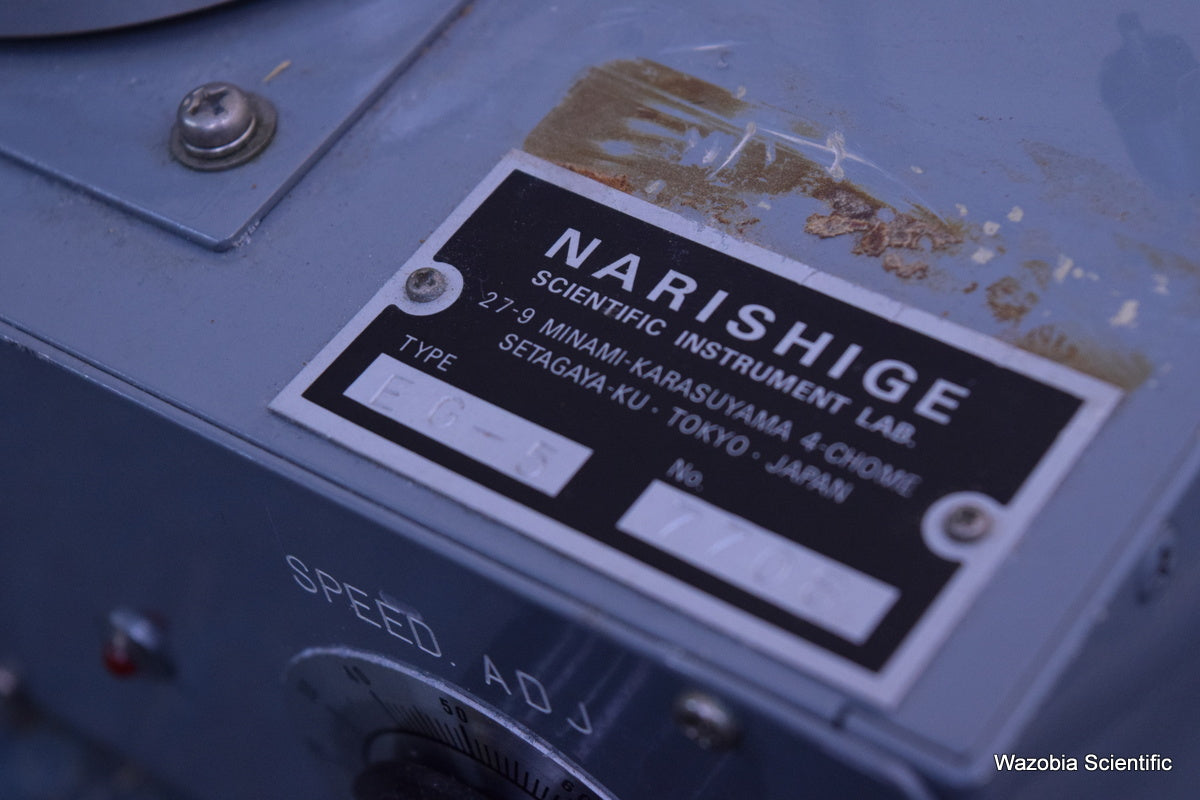 NARISHIGE
SCIENTIFIC INSTRUMENT LAB.
27-9 MINAMI-KARASUYAMA 4-CHOME
SETAGAYA-KU · TOKYO · JAPAN
TYPE
EG-5
No.
SPEED. ADJ
50
60
Wazobia Scientific